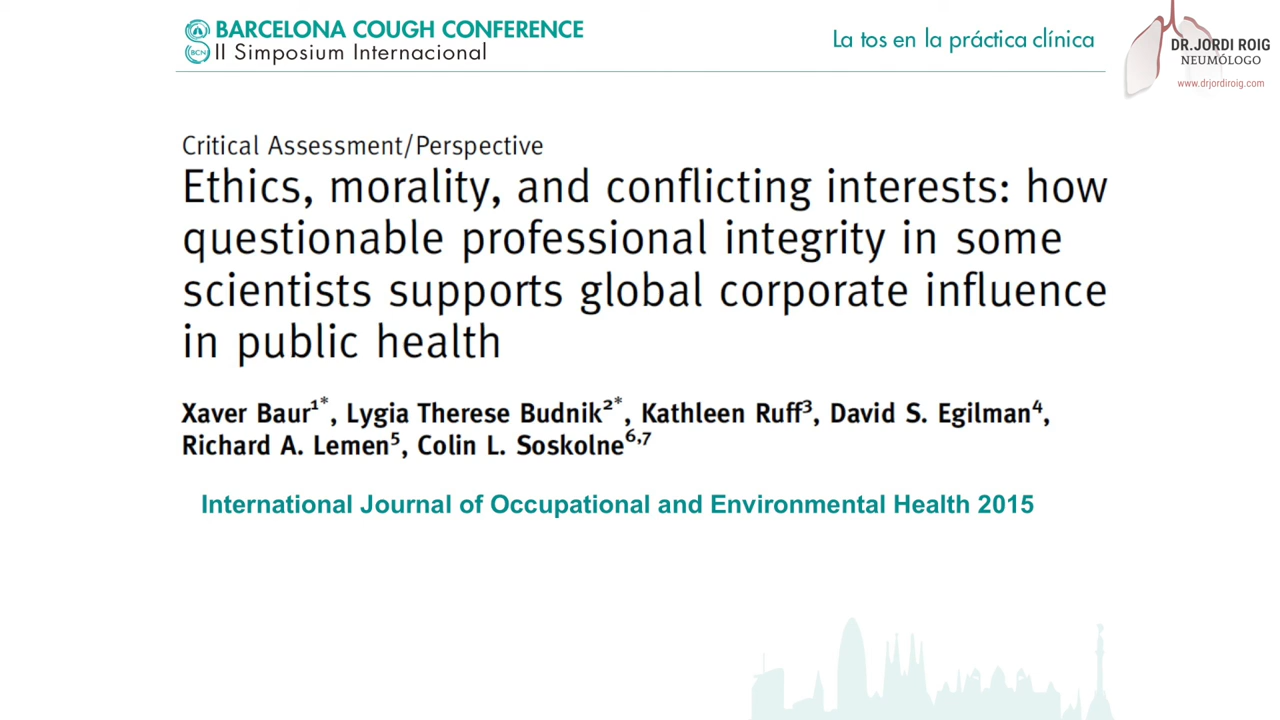 BARCELONA COUGH CONFERENCE
BCN
II Simposium Internacional
La tos en la práctica clínica
DR.JORDI ROIG
NEUMÓLOGO
www.drjordiroig.com
Critical Assessment/Perspective
Ethics, morality, and conflicting interests: how
questionable professional integrity in some
scientists supports global corporate influence
in public health
Xaver Baur1*, Lygia Therese Budnik2*, Kathleen Ruff3, David S. Egilman4,
Richard A. Lemen5, Colin L. Soskolne6,7
International Journal of Occupational and Environmental Health 2015